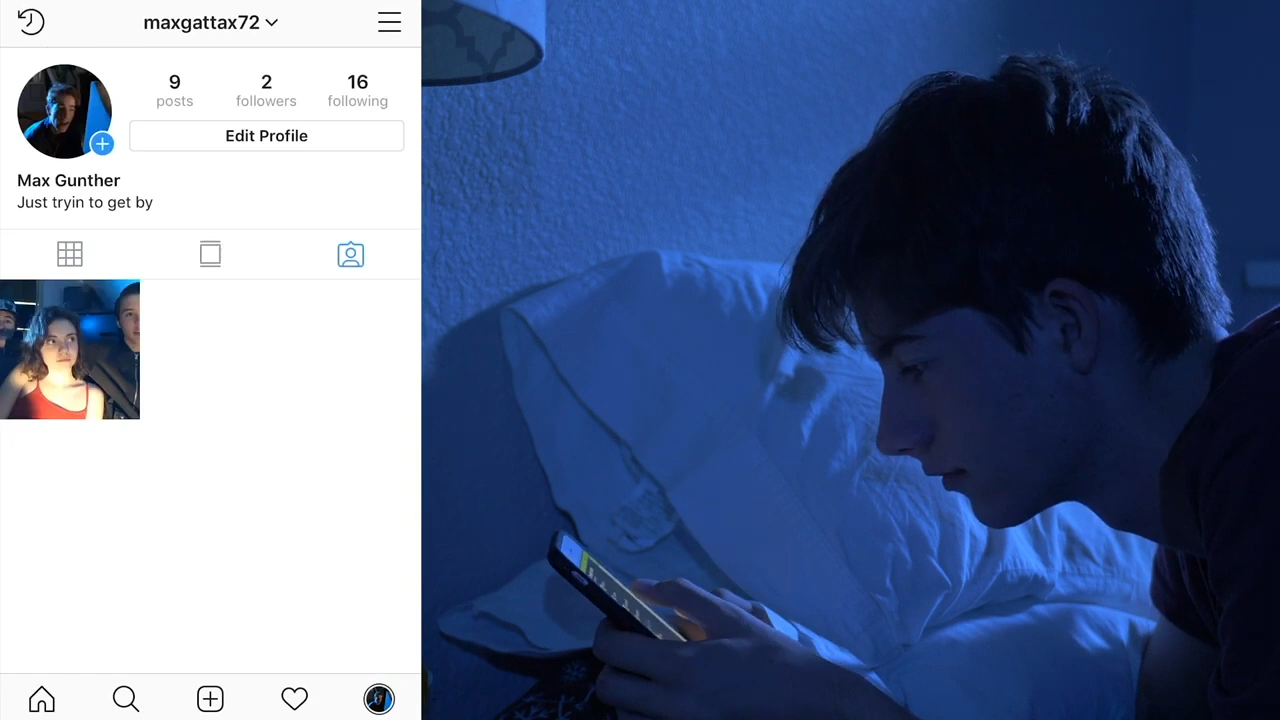 maxgattax72
9 2 16
posts followers following
Edit Profile
Max Gunther
Just tryin to get by